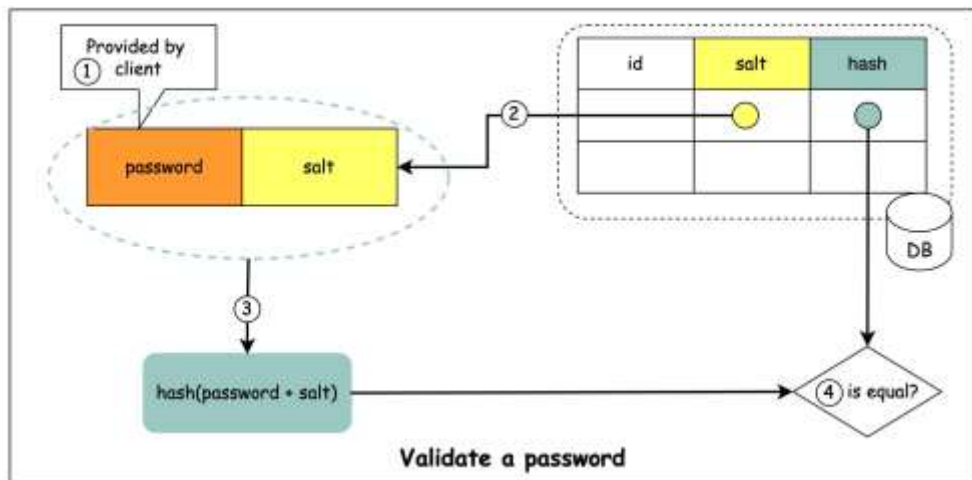 Provided by
① client
id
salt
hash
②
password
salt
DB
③
hash(password + salt)
④ is equal?
Validate a password